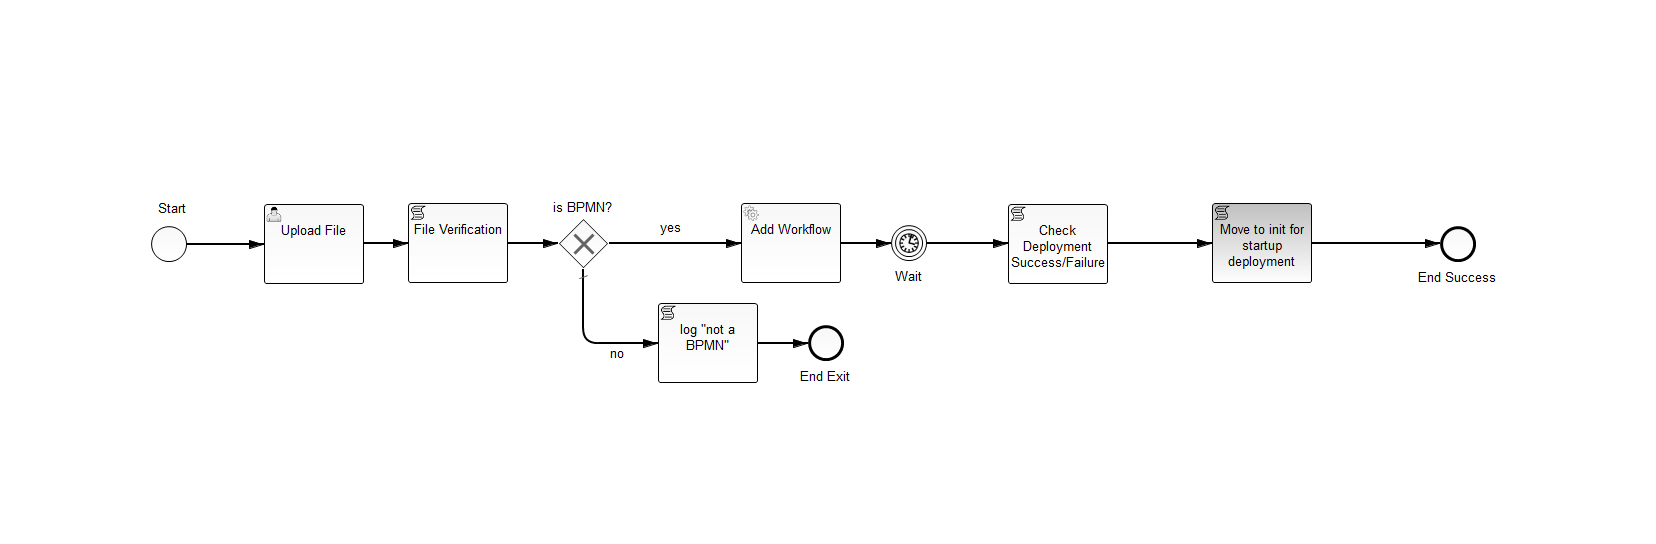 Start
Upload File
File Verification
is BPMN?
yes
Add Workflow
Wait
Check
Deployment
Success/Failure
Move to init for
startup
deployment
End Success
no
log "not a
BPMN"
End Exit